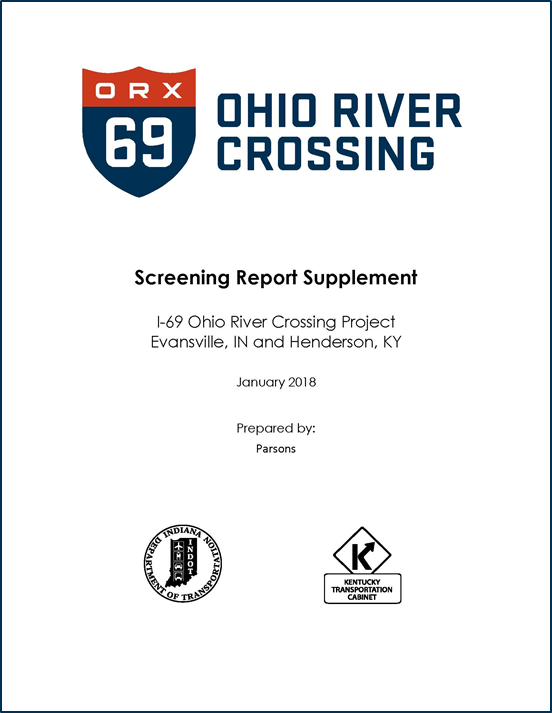 ORX
69
OHIO RIVER
CROSSING
Screening Report Supplement
I-69 Ohio River Crossing Project
Evansville, IN and Henderson, KY
January 2018
Prepared by:
Parsons
INDIANA
DEPARTMENT OF TRANSPORTATION
INDOT
K
KENTUCKY
TRANSPORTATION
CABINET